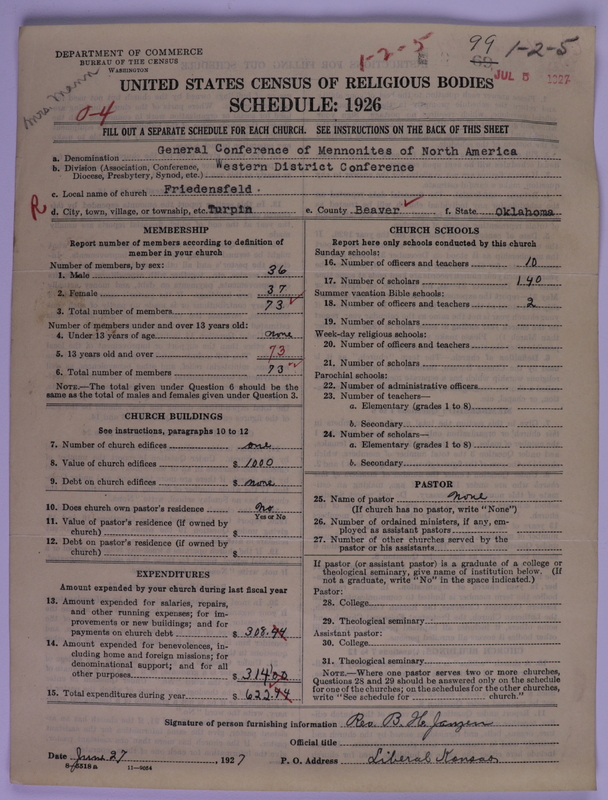 DEPARTMENT OF COMMERCE
BUREAU OF THE CENSUS
WASHINGTON
Mrs. Mann
0-4
1-2-5
99
69
1-2-5
JUL 5 1927
UNITED STATES CENSUS OF RELIGIOUS BODIES
SCHEDULE: 1926
FILL OUT A SEPARATE SCHEDULE FOR EACH CHURCH. SEE INSTRUCTIONS ON THE BACK OF THIS SHEET
a. Denomination General Conference of Mennonites of North America
b. Division (Association, Conference, Western District Conference
Diocese, Presbytery, Synod, etc.)
c. Local name of church Friedensfeld -
R d. City, town, village, or township, etc. Turpin e. County Beaver f. State Oklahoma
MEMBERSHIP
Report number of members according to definition of
member in your church
Number of members, by sex:
1. Male 36
2. Female 37
3. Total number of members 73
Number of members under and over 13 years old:
4. Under 13 years of age none
5. 13 years old and over 73
6. Total number of members 73
NOTE.—The total given under Question 6 should be the
same as the total of males and females given under Question 3.
CHURCH BUILDINGS
See instructions, paragraphs 10 to 12
7. Number of church edifices one
8. Value of church edifices $ 1000
9. Debt on church edifices $ none
10. Does church own pastor's residence No
Yes or No
11. Value of pastor's residence (if owned by
church) $
12. Debt on pastor's residence (if owned by
church) $
EXPENDITURES
Amount expended by your church during last fiscal year
13. Amount expended for salaries, repairs,
and other running expenses; for im-
provements or new buildings; and for
payments on church debt $ 308.44
14. Amount expended for benevolences, in-
cluding home and foreign missions; for
denominational support; and for all
other purposes $ 314.00
15. Total expenditures during year $ 622.44
CHURCH SCHOOLS
Report here only schools conducted by this church
Sunday schools:
16. Number of officers and teachers 10
17. Number of scholars 140
Summer vacation Bible schools:
18. Number of officers and teachers 2
19. Number of scholars
Week-day religious schools:
20. Number of officers and teachers
21. Number of scholars
Parochial schools:
22. Number of administrative officers
23. Number of teachers—
a. Elementary (grades 1 to 8)
b. Secondary
24. Number of scholars—
a. Elementary (grades 1 to 8)
b. Secondary
PASTOR
25. Name of pastor none
(If church has no pastor, write "None")
26. Number of ordained ministers, if any, em-
ployed as assistant pastors
27. Number of other churches served by the
pastor or his assistants
If pastor (or assistant pastor) is a graduate of a college or
theological seminary, give name of institution below. (If
not a graduate, write "No" in the space indicated.)
Pastor:
28. College
29. Theological seminary
Assistant pastor:
30. College
31. Theological seminary
NOTE.—Where one pastor serves two or more churches,
Questions 28 and 29 should be answered only on the schedule
for one of the churches; on the schedules for the other churches,
write "See schedule for church."
Signature of person furnishing information Rev. B. H. Janzen
Official title
Date June 27, 1927 P. O. Address Liberal Kansas
8-5518a 11-9054